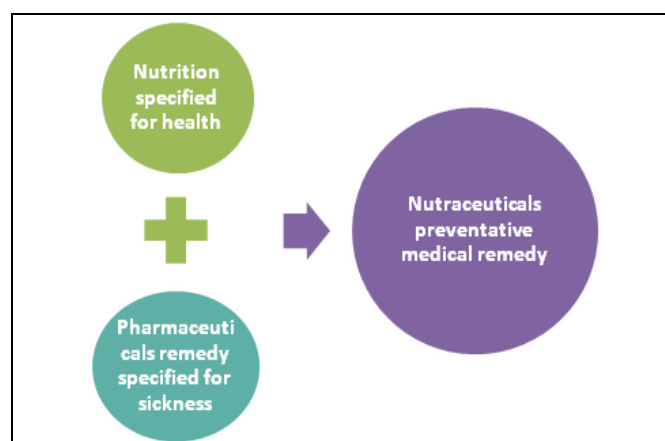 Nutrition
specified
for health
Pharmaceuti
cals remedy
specified for
sickness
Nutraceuticals
preventative
medical remedy